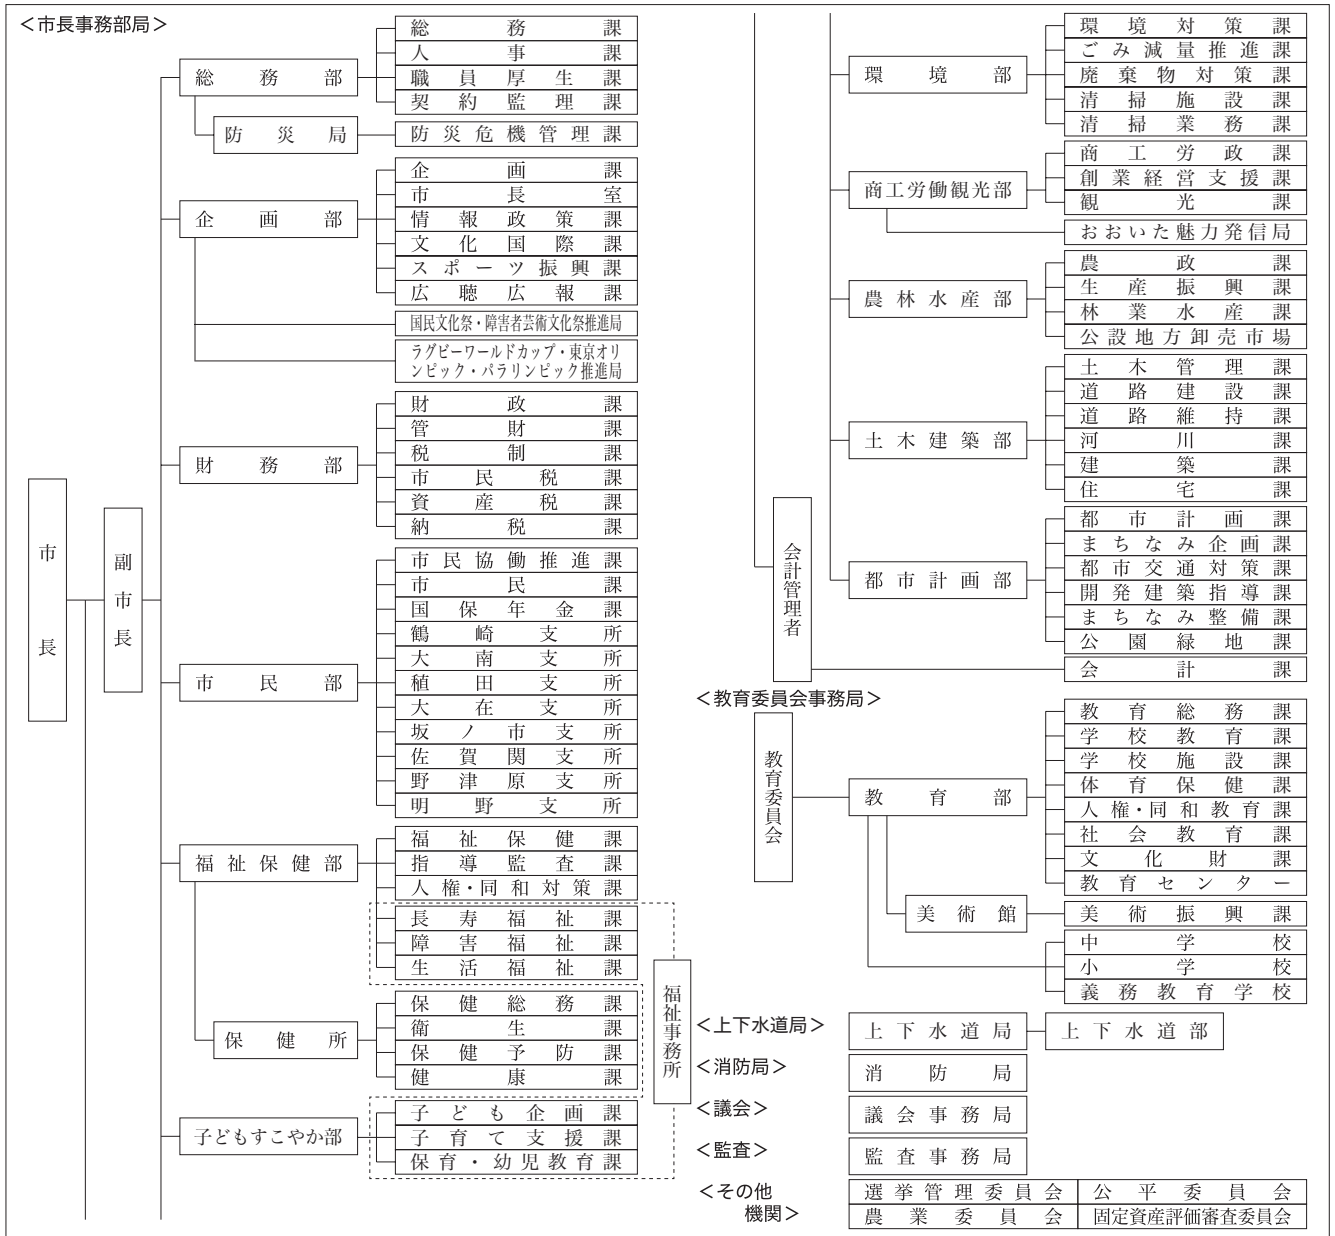 ＜市長事務部局＞
市長
副市長
総務部
総務課
人事課
職員厚生課
契約監理課
防災局
防災危機管理課
企画部
企画課
市長室
情報政策課
文化国際課
スポーツ振興課
広聴広報課
国民文化祭・障害者芸術文化祭推進局
ラグビーワールドカップ・東京オリ
ンピック・パラリンピック推進局
財務部
財政課
管財課
税制課
市民税課
資産税課
納税課
市民部
市民協働推進課
市民課
国保年金課
鶴崎支所
大南支所
稙田支所
大在支所
坂ノ市支所
佐賀関支所
野津原支所
明野支所
福祉保健部
福祉保健課
指導監査課
人権・同和対策課
長寿福祉課
障害福祉課
生活福祉課
福祉事務所
保健所
保健総務課
衛生課
保健予防課
健康課
子どもすこやか部
子ども企画課
子育て支援課
保育・幼児教育課
環境部
環境対策課
ごみ減量推進課
廃棄物対策課
清掃施設課
清掃業務課
商工労働観光部
商工労政課
創業経営支援課
観光課
おおいた魅力発信局
農林水産部
農政課
生産振興課
林業水産課
公設地方卸売市場
土木建築部
土木管理課
道路建設課
道路維持課
河川課
建築課
住宅課
都市計画部
都市計画課
まちなみ企画課
都市交通対策課
開発建築指導課
まちなみ整備課
公園緑地課
会計管理者
会計課
＜教育委員会事務局＞
教育委員会
教育部
教育総務課
学校教育課
学校施設課
体育保健課
人権・同和教育課
社会教育課
文化財課
教育センター
美術館
美術振興課
中学校
小学校
義務教育学校
＜上下水道局＞
上下水道局
上下水道部
＜消防局＞
消防局
＜議会＞
議会事務局
＜監査＞
監査事務局
＜その他
機関＞
選挙管理委員会
公平委員会
農業委員会
固定資産評価審査委員会